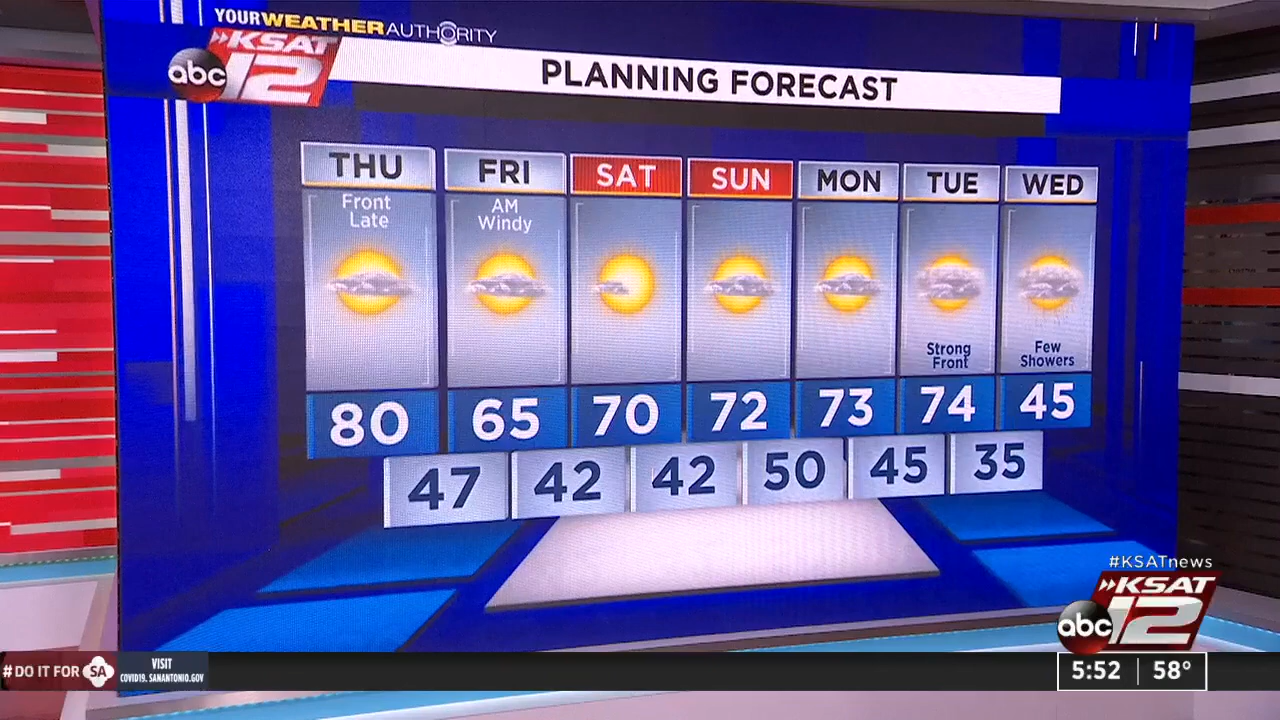 YOUR WEATHER AUTHORITY
KSAT
abc 12
PLANNING FORECAST
THU FRI SAT SUN MON TUE WED
Front Late
AM Windy
Strong Front
Few Showers
80 65 70 72 73 74 45
47 42 42 50 45 35
#KSATnews
KSAT
abc 12
#DO IT FOR SA
VISIT
COVID19.SANANTONIO.GOV
5:52 58°